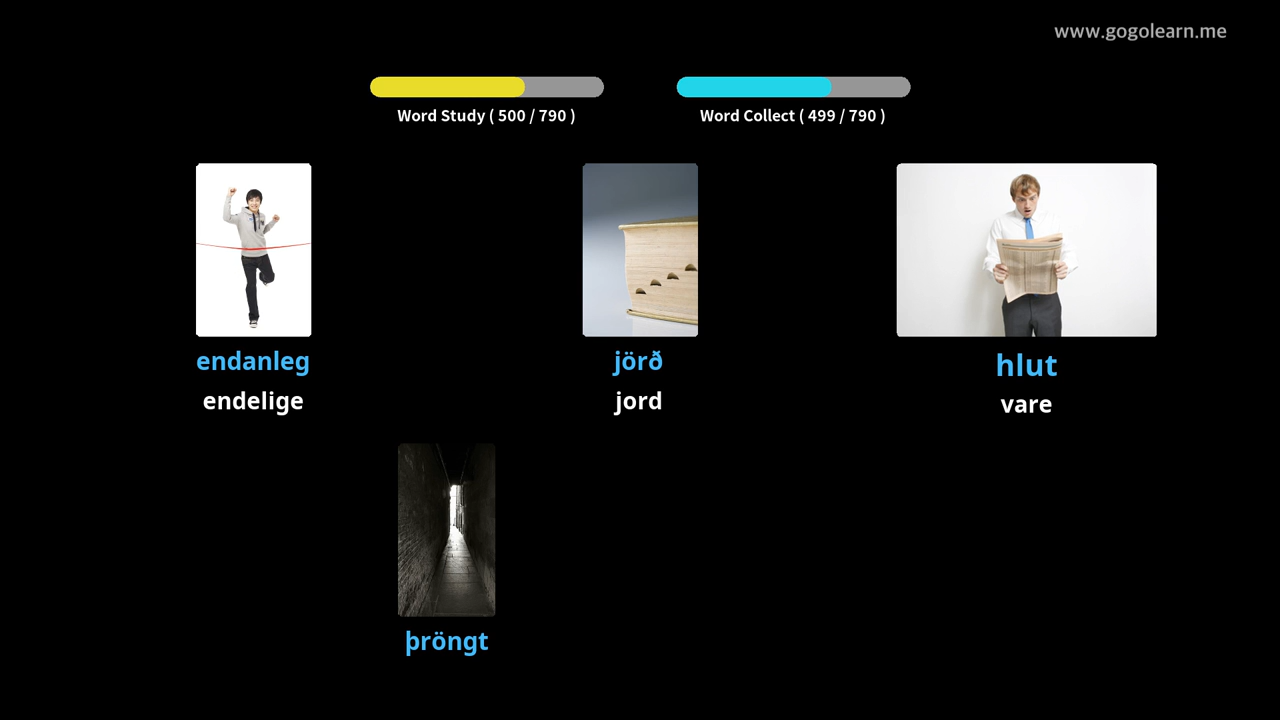 www.gogolearn.me
Word Study ( 500 / 790 )
Word Collect ( 499 / 790 )
endanleg
endelige
jörð
jord
hlut
vare
þröngt